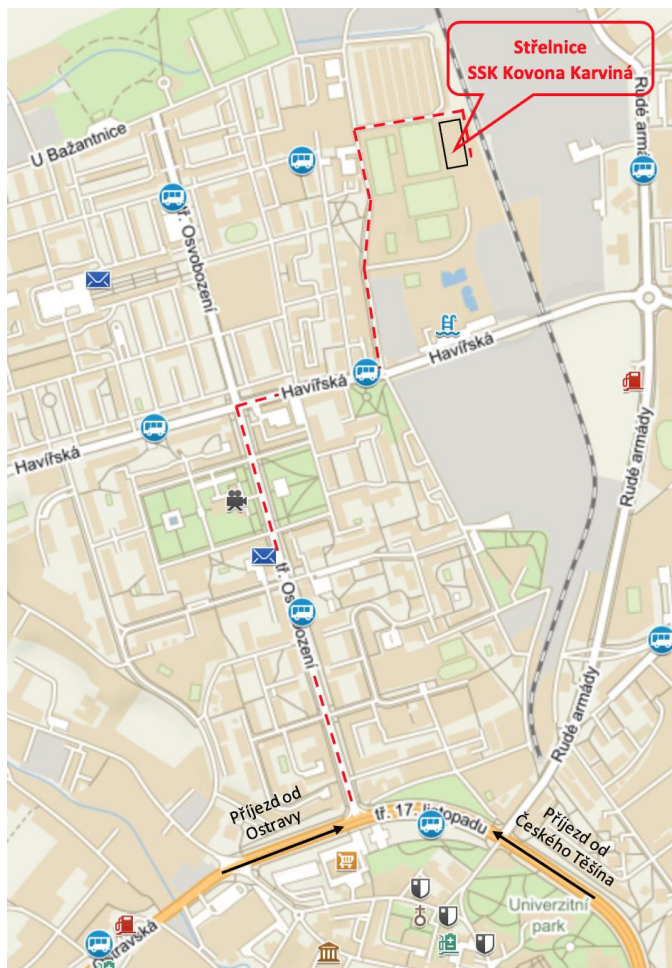 Střelnice
SSK Kovona Karviná
Rudé armády
U Bažantnice
tř. Osvobození
Havířská
Havířská
Havířská
Rudé armády
tř. Osvobození
Rudé armády
Příjezd od
Ostravy
tř. 17. listopadu
Příjezd od
Českého Těšína
Univerzitní
park
Ostravská